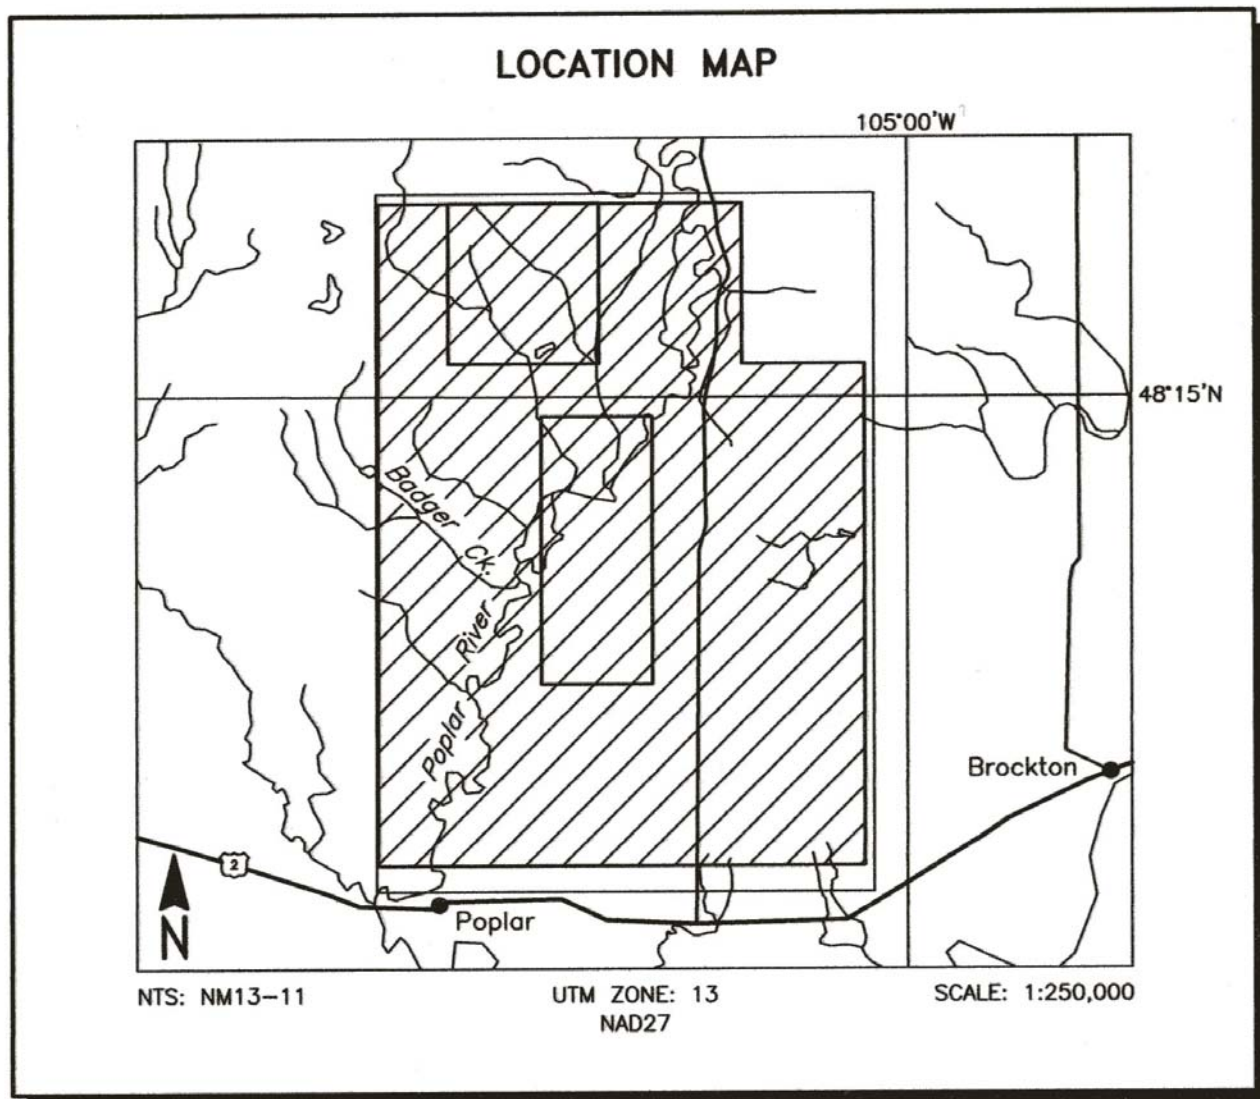 LOCATION MAP
105°00'W
48°15'N
Badger Ck.
Poplar River
Brockton
2
N
Poplar
NTS: NM13-11
UTM ZONE: 13
SCALE: 1:250,000
NAD27